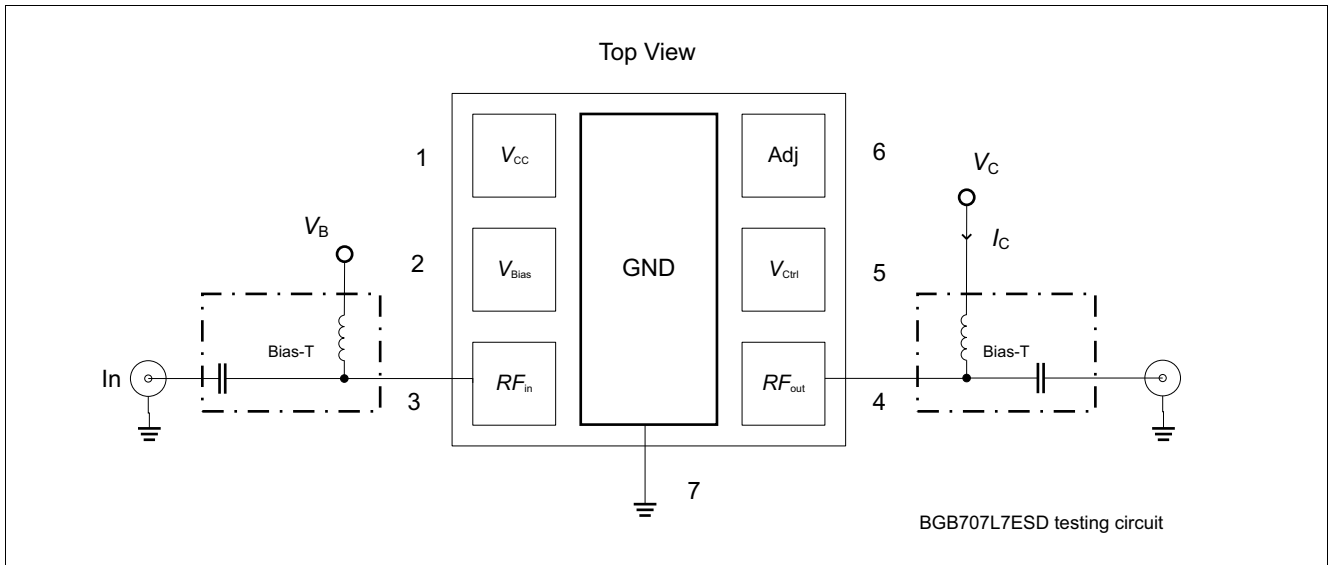 Top View
1
V_CC
Adj
6
V_C
V_B
I_C
2
V_Bias
GND
V_Ctrl
5
Bias-T
Bias-T
In
RF_in
RF_out
3
4
7
BGB707L7ESD testing circuit